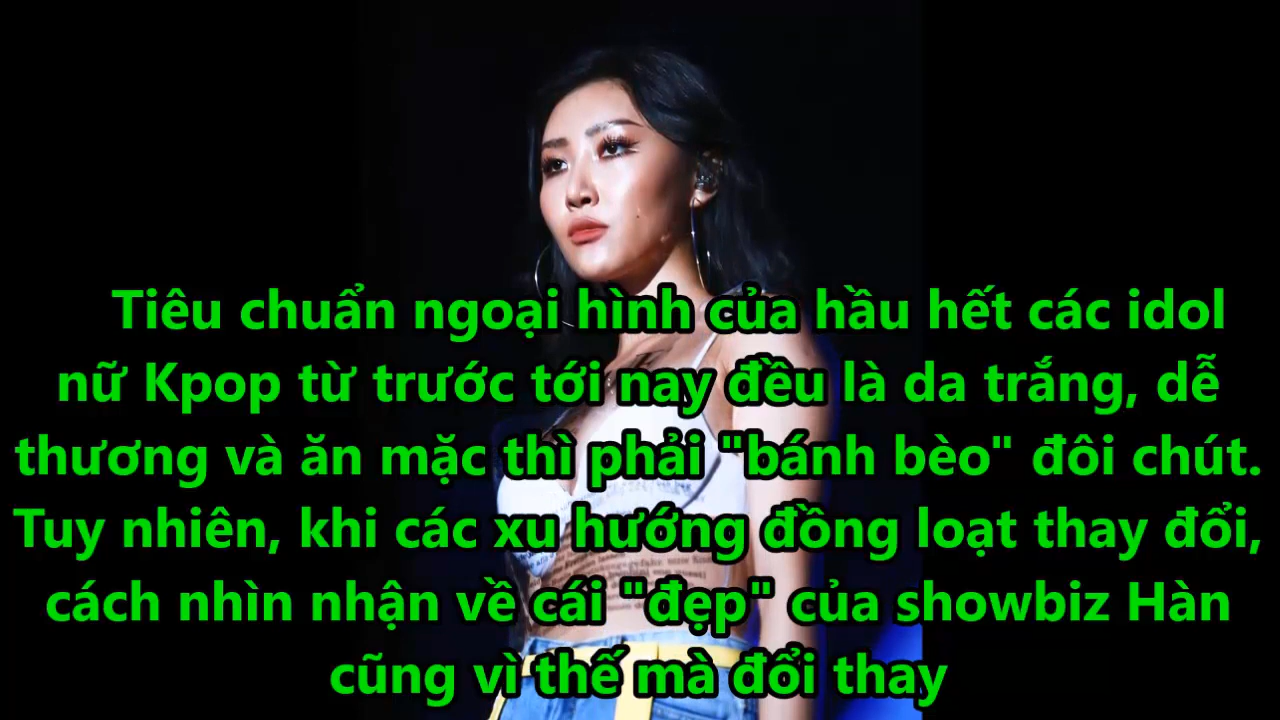 Tiêu chuẩn ngoại hình của hầu hết các idol
nữ Kpop từ trước tới nay đều là da trắng, dễ
thương và ăn mặc thì phải "bánh bèo" đôi chút.
Tuy nhiên, khi các xu hướng đồng loạt thay đổi,
cách nhìn nhận về cái "đẹp" của showbiz Hàn
cũng vì thế mà đổi thay